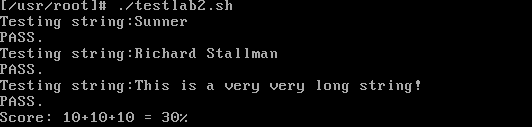 [/usr/root]# ./testlab2.sh
Testing string:Sunner
PASS.
Testing string:Richard Stallman
PASS.
Testing string:This is a very very long string!
PASS.
Score: 10+10+10 = 30%